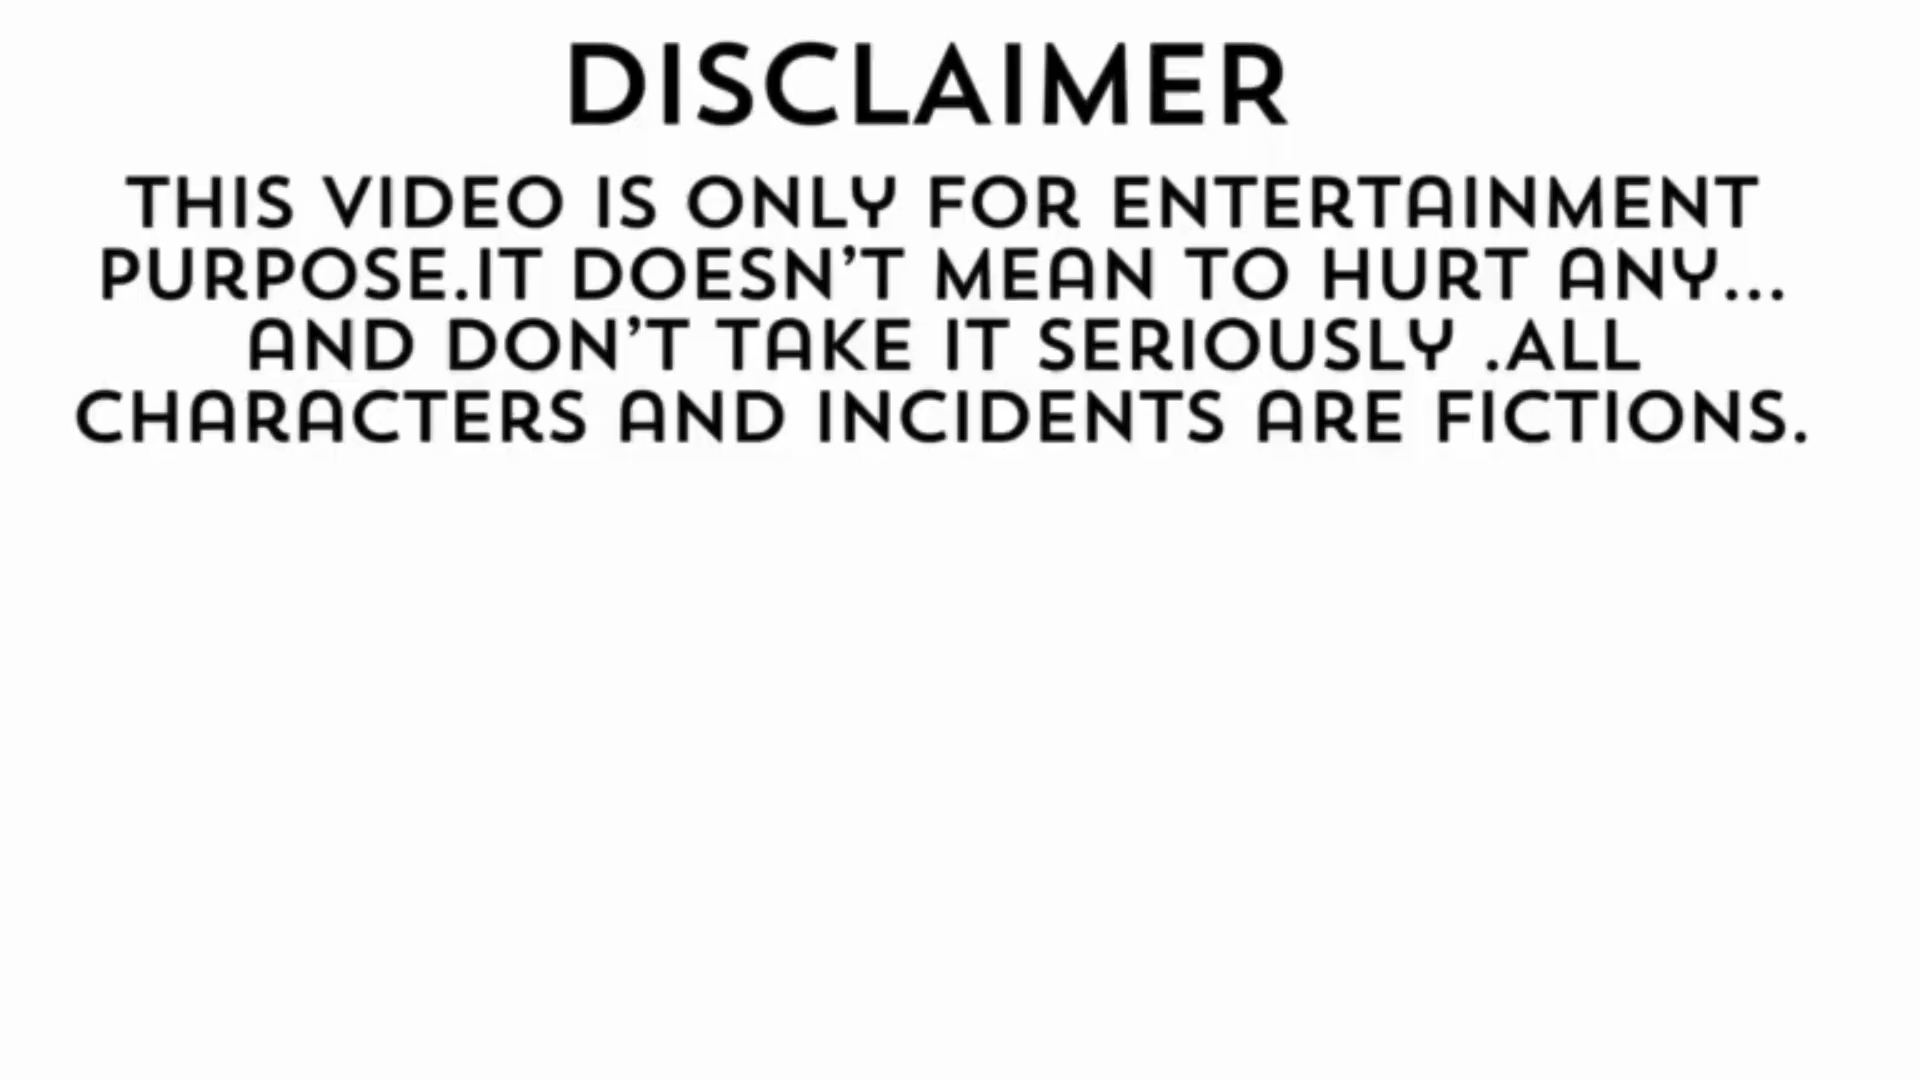 DISCLAIMER
THIS VIDEO IS ONLY FOR ENTERTAINMENT
PURPOSE.IT DOESN'T MEAN TO HURT ANY...
AND DON'T TAKE IT SERIOUSLY .ALL
CHARACTERS AND INCIDENTS ARE FICTIONS.